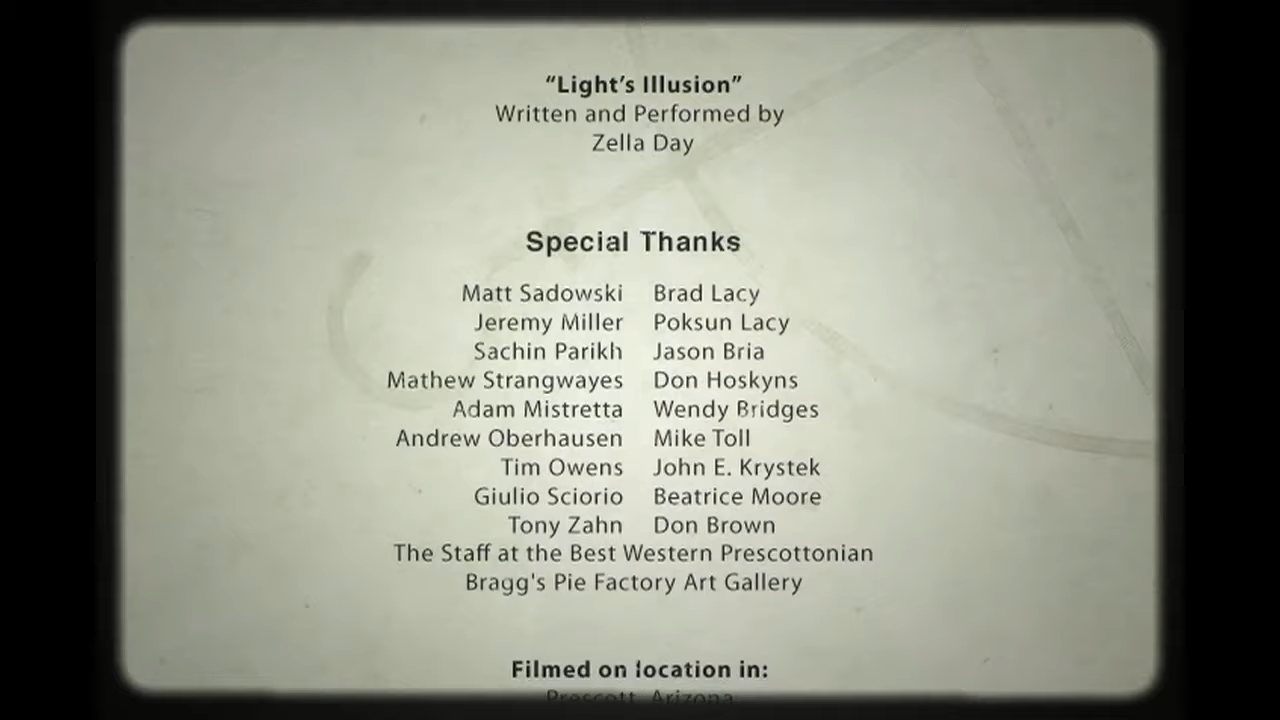 “Light’s Illusion”
Written and Performed by
Zella Day
Special Thanks
Matt Sadowski Brad Lacy
Jeremy Miller Poksun Lacy
Sachin Parikh Jason Bria
Mathew Strangwayes Don Hoskyns
Adam Mistretta Wendy Bridges
Andrew Oberhausen Mike Toll
Tim Owens John E. Krystek
Giulio Sciorio Beatrice Moore
Tony Zahn Don Brown
The Staff at the Best Western Prescottonian
Bragg's Pie Factory Art Gallery
Filmed on location in:
Prescott, Arizona